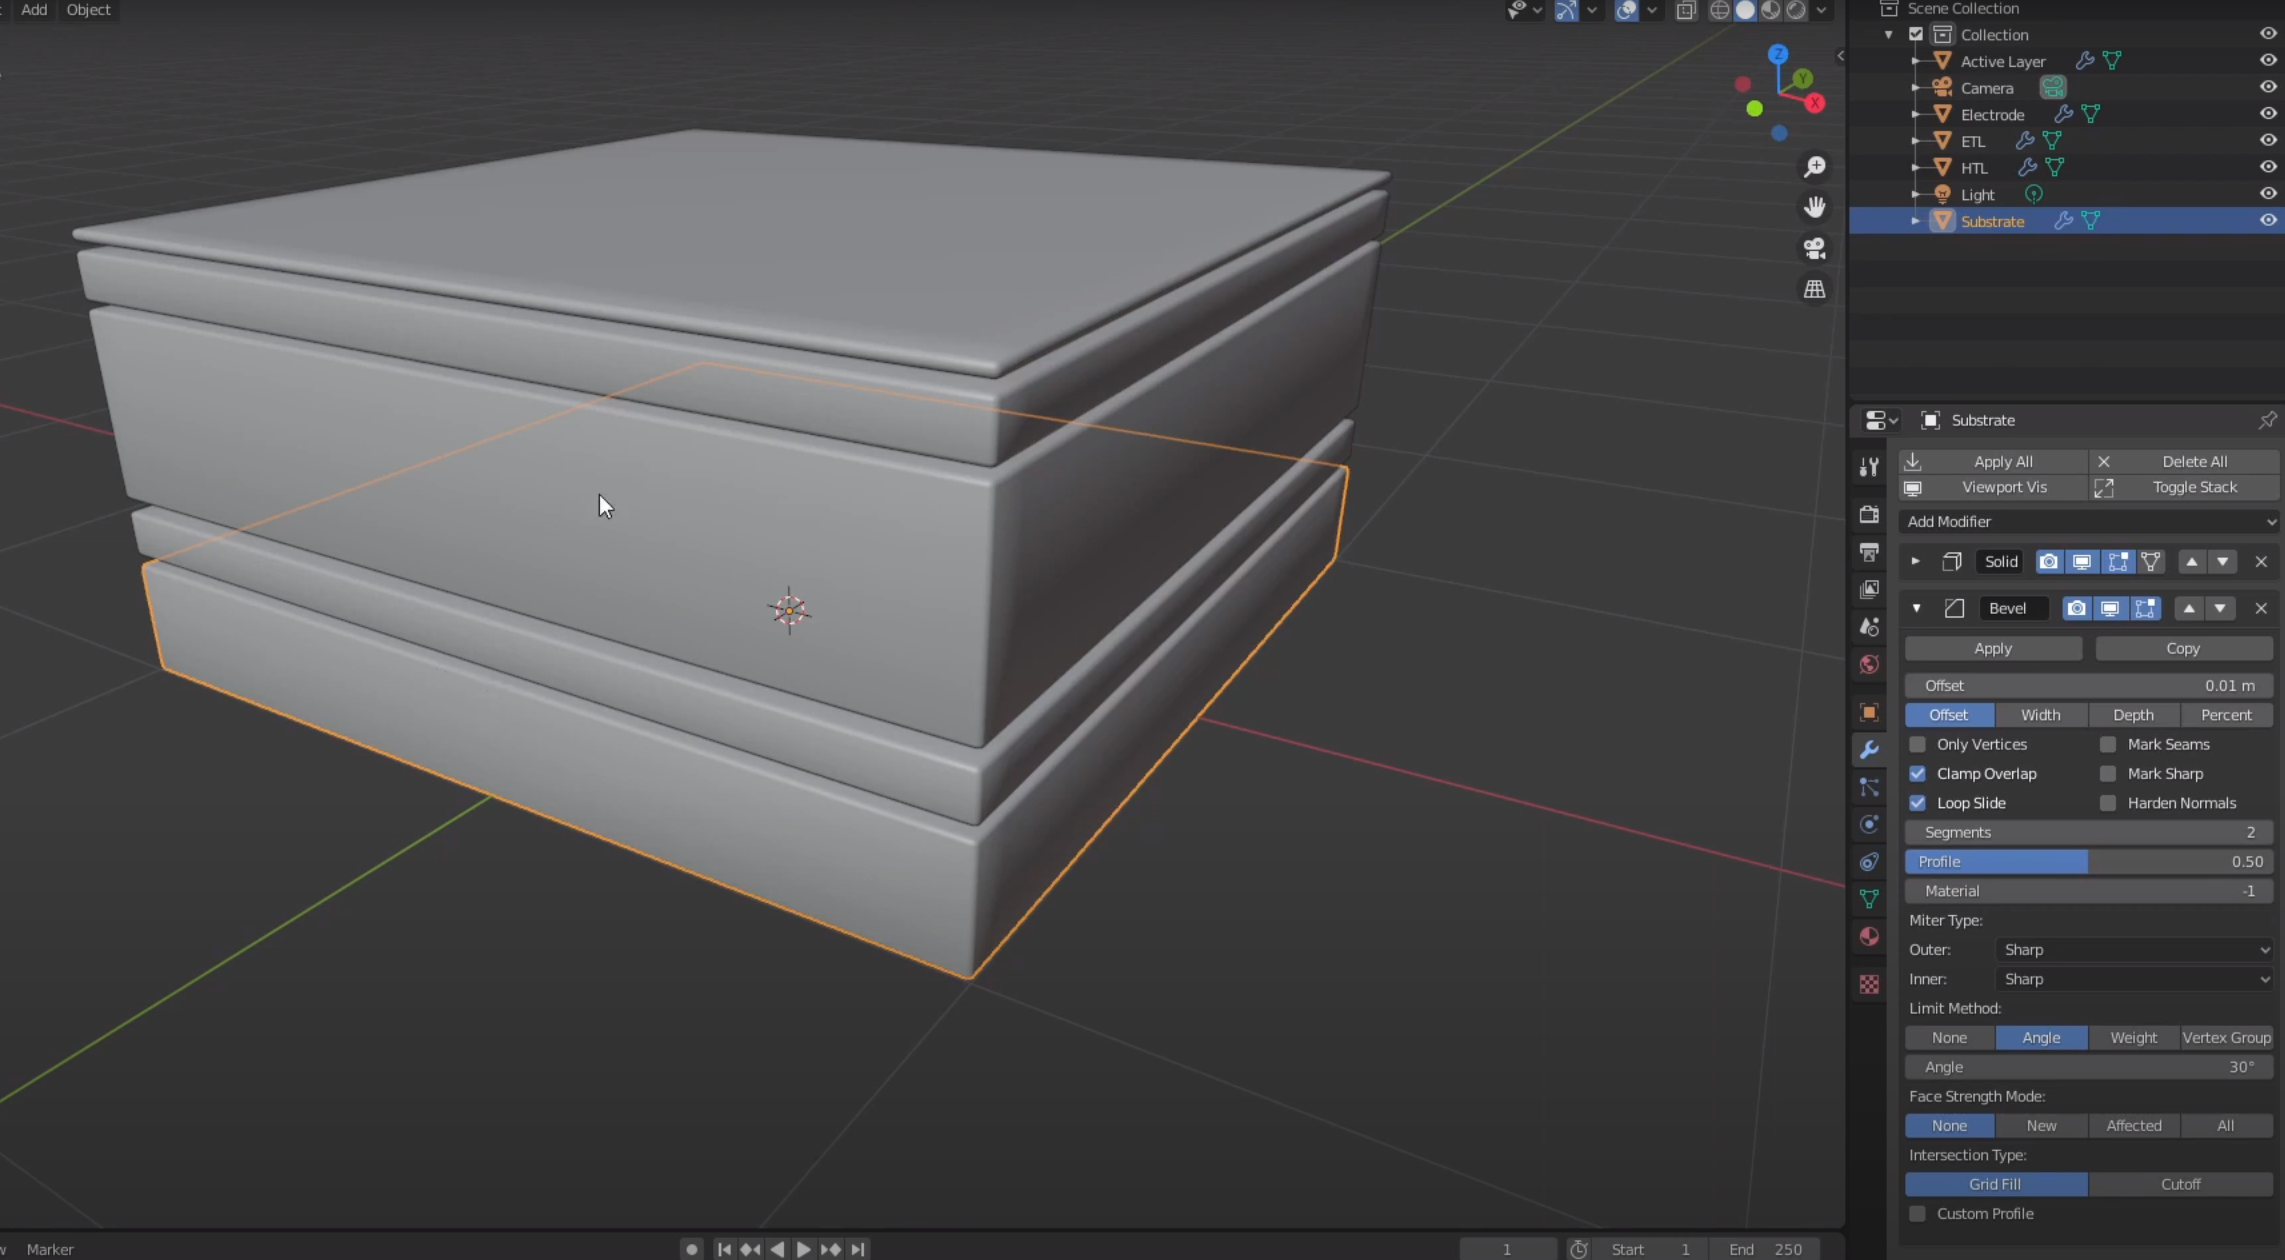 Add Object
Scene Collection
Collection
Active Layer
Camera
Electrode
ETL
HTL
Light
Substrate
Z
Y
X
Substrate
Apply All Delete All
Viewport Vis Toggle Stack
Add Modifier
Solid
Bevel
Apply Copy
Offset 0.01 m
Offset Width Depth Percent
Only Vertices Mark Seams
Clamp Overlap Mark Sharp
Loop Slide Harden Normals
Segments 2
Profile 0.50
Material -1
Miter Type:
Outer: Sharp
Inner: Sharp
Limit Method:
None Angle Weight Vertex Group
Angle 30°
Face Strength Mode:
None New Affected All
Intersection Type:
Grid Fill Cutoff
Custom Profile
Marker 1 Start 1 End 250